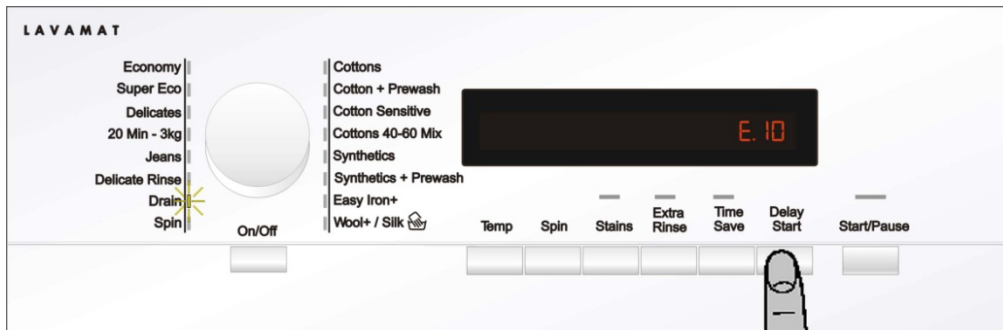 LAVAMAT
Economy
Super Eco
Delicates
20 Min - 3kg
Jeans
Delicate Rinse
Drain
Spin
On/Off
Cottons
Cotton + Prewash
Cotton Sensitive
Cottons 40-60 Mix
Synthetics
Synthetics + Prewash
Easy Iron+
Wool+ / Silk
E.10
Temp
Spin
Stains
Extra
Rinse
Time
Save
Delay
Start
Start/Pause